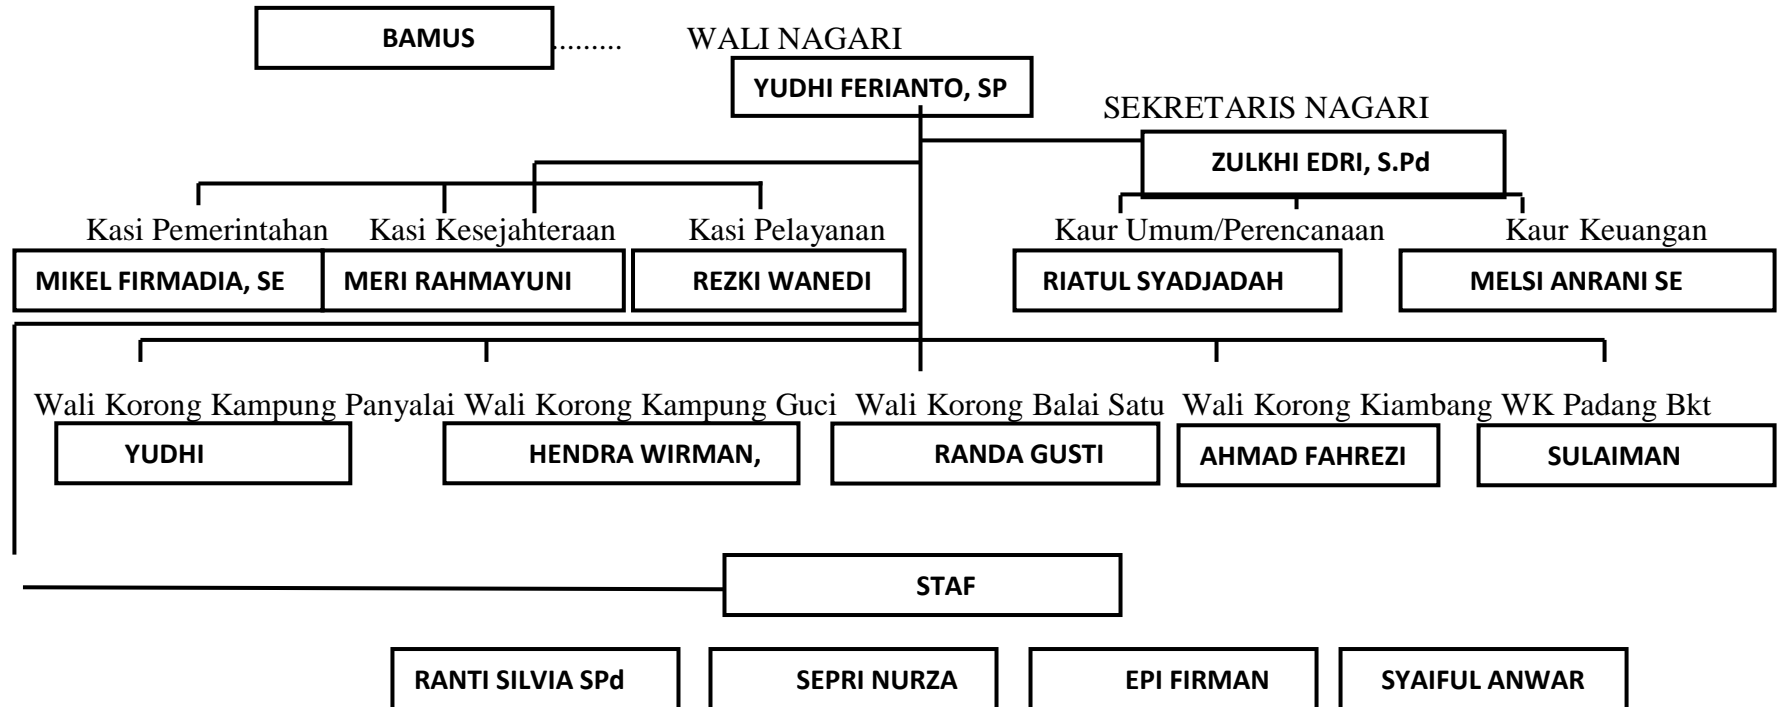 BAMUS ......... WALI NAGARI
YUDHI FERIANTO, SP
SEKRETARIS NAGARI
ZULKHI EDRI, S.Pd
Kasi Pemerintahan Kasi Kesejahteraan Kasi Pelayanan Kaur Umum/Perencanaan Kaur Keuangan
MIKEL FIRMADIA, SE MERI RAHMAYUNI REZKI WANEDI RIATUL SYADJADAH MELSI ANRANI SE
Wali Korong Kampung Panyalai Wali Korong Kampung Guci Wali Korong Balai Satu Wali Korong Kiambang WK Padang Bkt
YUDHI HENDRA WIRMAN, RANDA GUSTI AHMAD FAHREZI SULAIMAN
STAF
RANTI SILVIA SPd SEPRI NURZA EPI FIRMAN SYAIFUL ANWAR